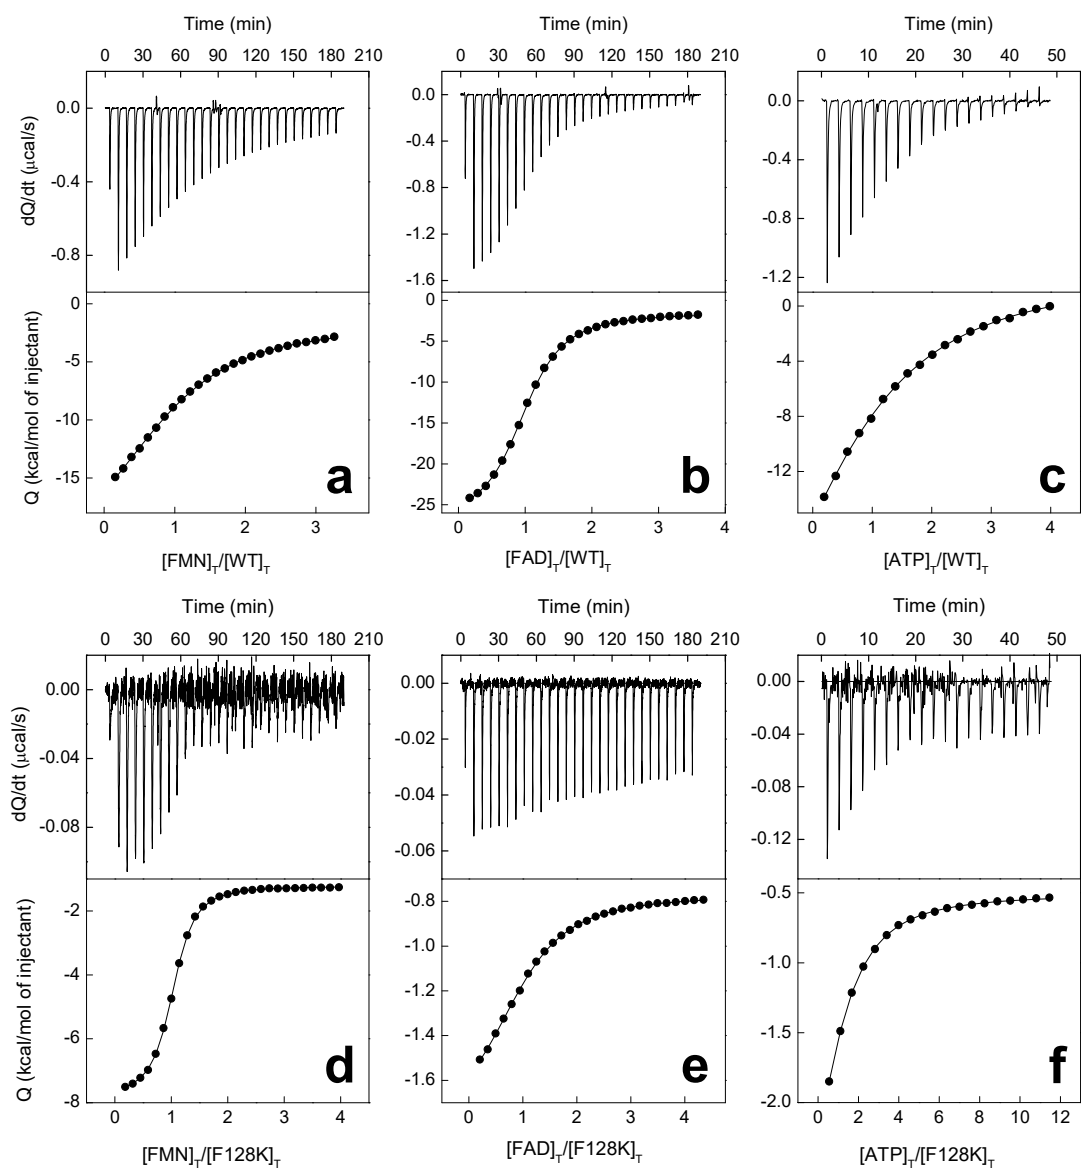 Time (min) Time (min) Time (min)
0 30 60 90 120 150 180 210 0 30 60 90 120 150 180 210 0 10 20 30 40 50
dQ/dt (μcal/s)
0.0 -0.4 -0.8
0.0 -0.4 -0.8 -1.2 -1.6
0.0 -0.4 -0.8 -1.2
Q (kcal/mol of injectant)
0 -5 -10 -15
0 -5 -10 -15 -20 -25
0 -4 -8 -12
a b c
0 1 2 3 0 1 2 3 4 0 1 2 3 4
[FMN]T/[WT]T [FAD]T/[WT]T [ATP]T/[WT]T
Time (min) Time (min) Time (min)
0 30 60 90 120 150 180 210 0 30 60 90 120 150 180 210 0 10 20 30 40 50
dQ/dt (μcal/s)
0.00 -0.04 -0.08
0.00 -0.02 -0.04 -0.06
0.00 -0.04 -0.08 -0.12
Q (kcal/mol of injectant)
-2 -4 -6 -8
-0.8 -1.0 -1.2 -1.4 -1.6
-0.5 -1.0 -1.5 -2.0
d e f
0 1 2 3 4 0 1 2 3 4 0 2 4 6 8 10 12
[FMN]T/[F128K]T [FAD]T/[F128K]T [ATP]T/[F128K]T